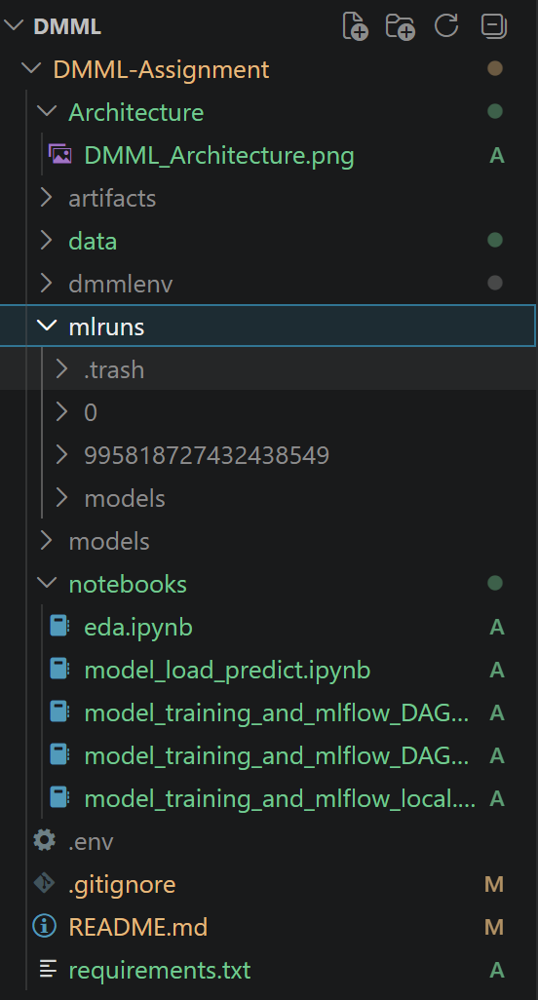 DMML
DMML-Assignment
Architecture
DMML_Architecture.png A
artifacts
data
dmmlenv
mlruns
.trash
0
995818727432438549
models
models
notebooks
eda.ipynb A
model_load_predict.ipynb A
model_training_and_mlflow_DAG... A
model_training_and_mlflow_DAG... A
model_training_and_mlflow_local.... A
.env
.gitignore M
README.md M
requirements.txt A